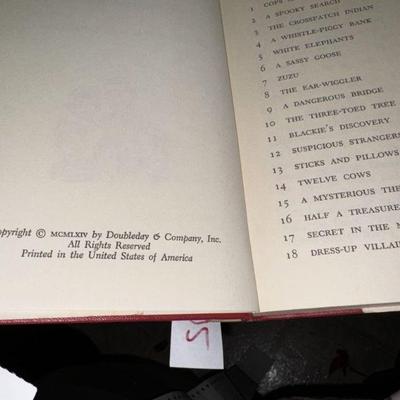 opyright © MCMLXIV by Doubleday & Company, Inc.
All Rights Reserved
Printed in the United States of America
1 COPS
2 A SPOOKY SEARCH
3 THE CROSSPATCH INDIAN
4 A WHISTLE-PIGGY BANK
5 WHITE ELEPHANTS
6 A SASSY GOOSE
7 ZUZU
8 THE EAR-WIGGLER
9 A DANGEROUS BRIDGE
10 THE THREE-TOED TREE
11 BLACKIE'S DISCOVERY
12 SUSPICIOUS STRANGERS
13 STICKS AND PILLOWS
14 TWELVE COWS
15 A MYSTERIOUS THE
16 HALF A TREASURE
17 SECRET IN THE M
18 DRESS-UP VILLAI